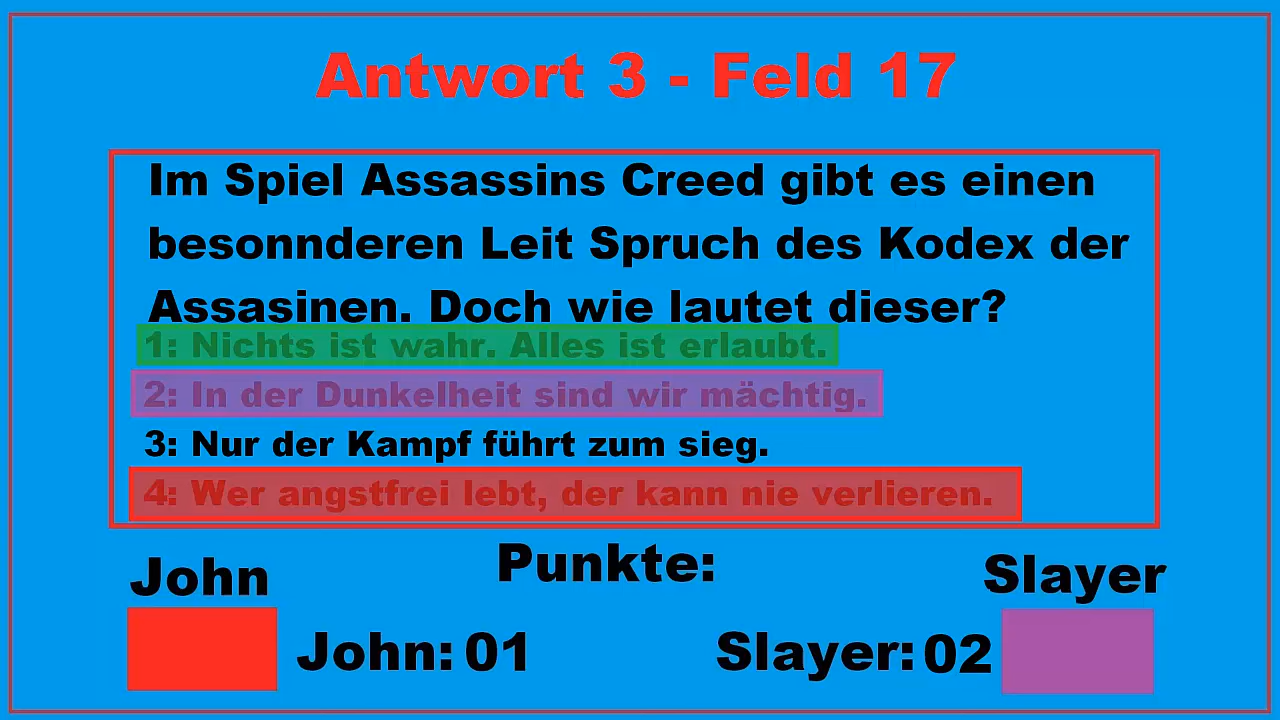 Antwort 3 - Feld 17
Im Spiel Assassins Creed gibt es einen
besonnderen Leit Spruch des Kodex der
Assasinen. Doch wie lautet dieser?
1: Nichts ist wahr. Alles ist erlaubt.
2: In der Dunkelheit sind wir mächtig.
3: Nur der Kampf führt zum sieg.
4: Wer angstfrei lebt, der kann nie verlieren.
Punkte:
John
Slayer
John: 01
Slayer: 02